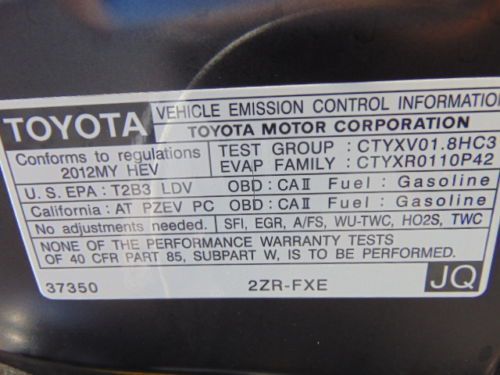 TOYOTA VEHICLE EMISSION CONTROL INFORMATION
TOYOTA MOTOR CORPORATION
Conforms to regulations 2012MY HEV
TEST GROUP : CTYXV01.8HC3
EVAP FAMILY : CTYXR0110P42
U.S. EPA : T2B3 LDV OBD : CAⅡ Fuel : Gasoline
California : AT PZEV PC OBD : CAⅡ Fuel : Gasoline
No adjustments needed. SFI, EGR, A/FS, WU-TWC, HO2S, TWC
NONE OF THE PERFORMANCE WARRANTY TESTS
OF 40 CFR PART 85, SUBPART W, IS TO BE PERFORMED.
37350 2ZR-FXE JQ